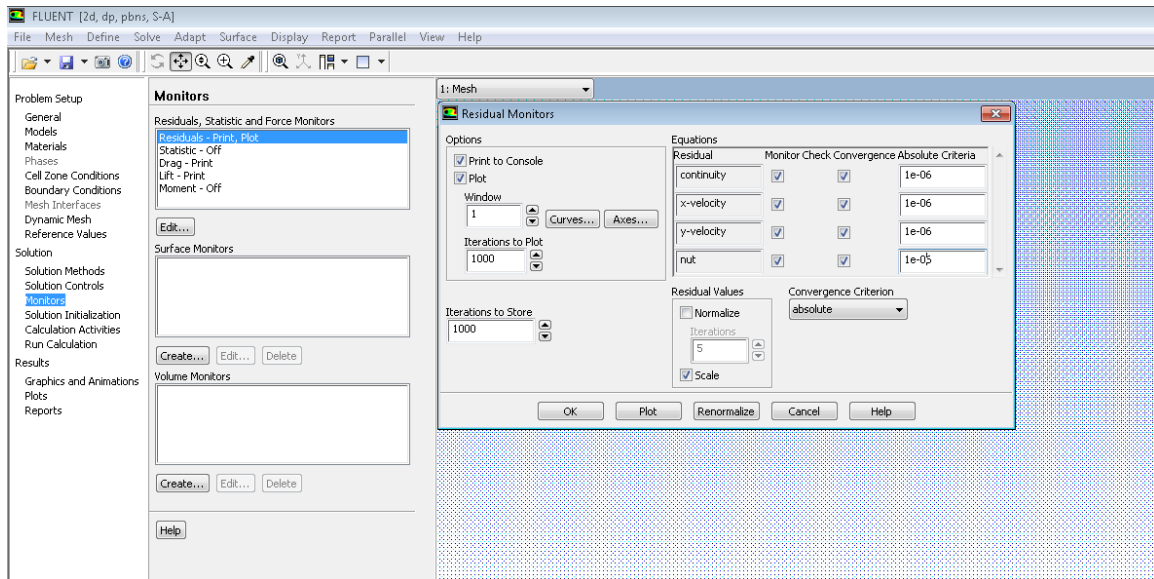 FLUENT [2d, dp, pbns, S-A]
File Mesh Define Solve Adapt Surface Display Report Parallel View Help
Problem Setup
General
Models
Materials
Phases
Cell Zone Conditions
Boundary Conditions
Mesh Interfaces
Dynamic Mesh
Reference Values
Solution
Solution Methods
Solution Controls
Monitors
Solution Initialization
Calculation Activities
Run Calculation
Results
Graphics and Animations
Plots
Reports
Monitors
Residuals, Statistic and Force Monitors
Residuals - Print, Plot
Statistic - Off
Drag - Print
Lift - Print
Moment - Off
Edit...
Surface Monitors
Create... Edit... Delete
Volume Monitors
Create... Edit... Delete
Help
1: Mesh
Residual Monitors
Options
Print to Console
Plot
Window
1
Curves... Axes...
Iterations to Plot
1000
Iterations to Store
1000
Equations
Residual Monitor Check Convergence Absolute Criteria
continuity 1e-06
x-velocity 1e-06
y-velocity 1e-06
nut 1e-05
Residual Values
Normalize
Iterations
5
Scale
Convergence Criterion
absolute
OK Plot Renormalize Cancel Help